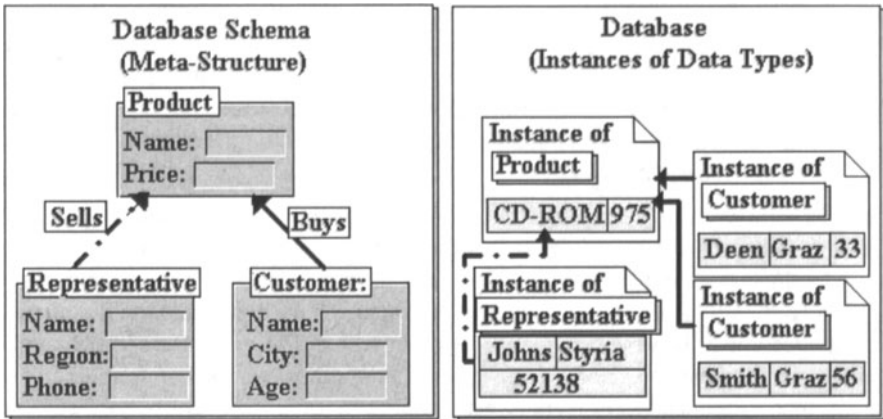 Database Schema
(Meta-Structure)
Product
Name:
Price:
Sells
Buys
Representative
Name:
Region:
Phone:
Customer:
Name:
City:
Age:
Database
(Instances of Data Types)
Instance of
Product
CD-ROM 975
Instance of
Customer
Deen Graz 33
Instance of
Representative
Johns Styria
52138
Instance of
Customer
Smith Graz 56